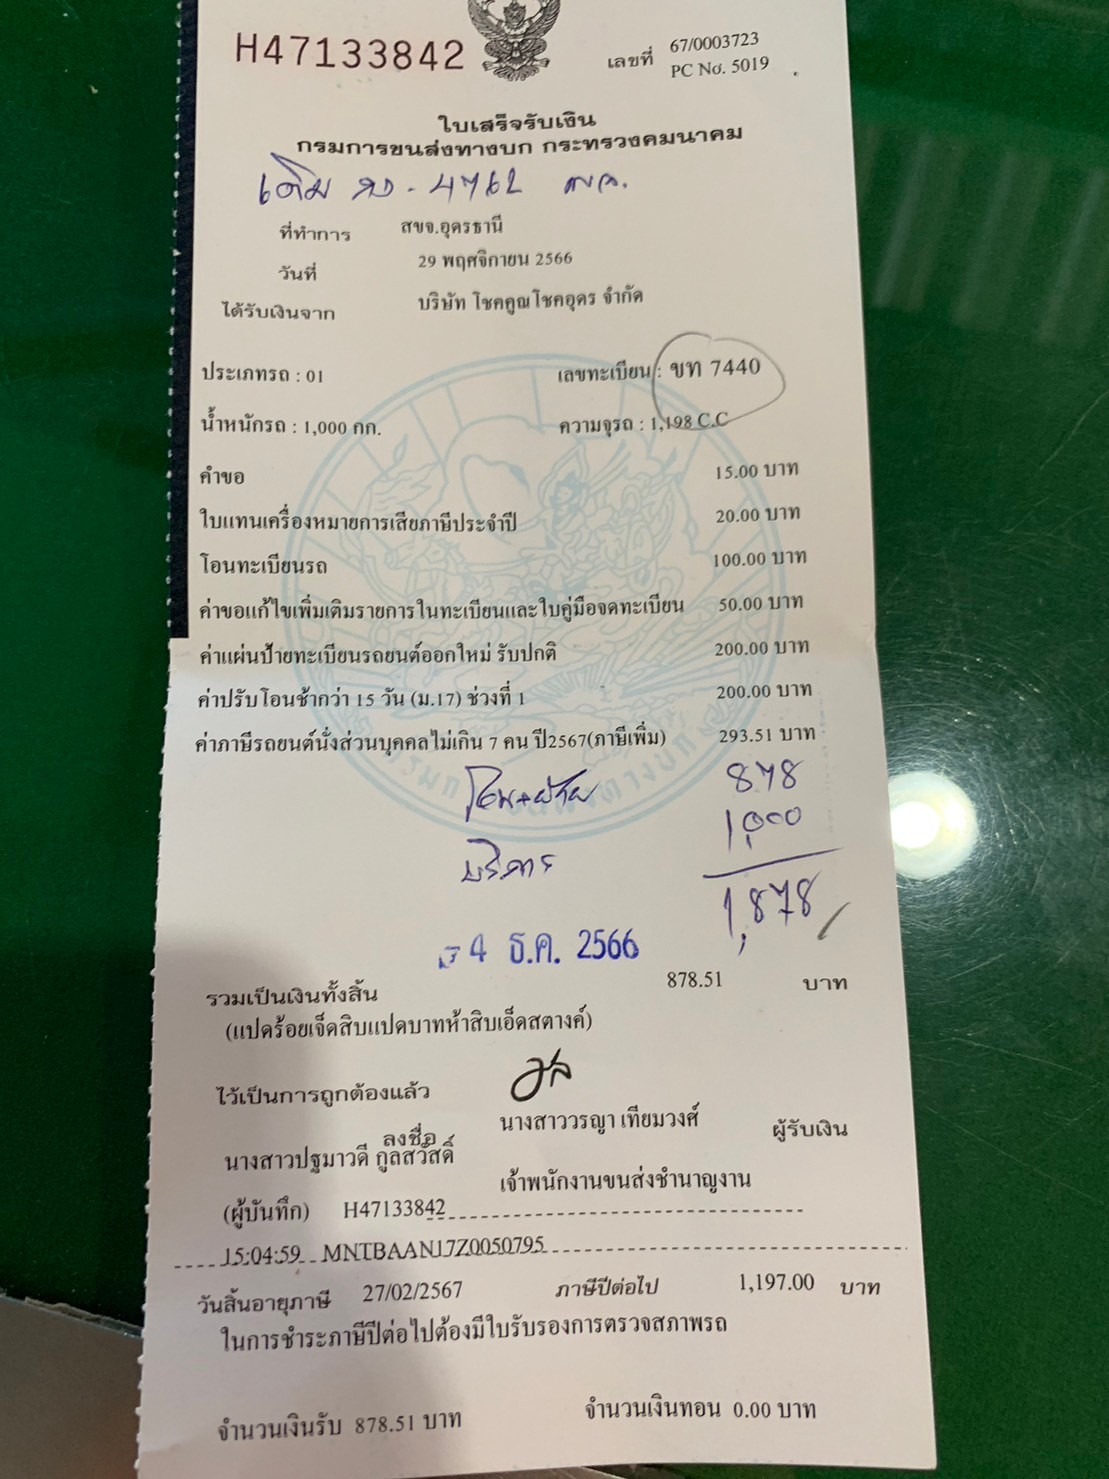 H47133842
เลขที่ 67/0003723
PC No. 5019
ใบเสร็จรับเงิน
กรมการขนส่งทางบก กระทรวงคมนาคม
เดิม - 4762
ที่ทำการ สขจ.อุดรธานี
วันที่ 29 พฤศจิกายน 2566
ได้รับเงินจาก บริษัท โชคคูณโชคอุดร จำกัด
ประเภทรถ : 01 เลขทะเบียน : ขท 7440
น้ำหนักรถ : 1,000 กก. ความจุรถ : 1,198 C.C
คำขอ 15.00 บาท
ใบแทนเครื่องหมายการเสียภาษีประจำปี 20.00 บาท
โอนทะเบียนรถ 100.00 บาท
ค่าขอแก้ไขเพิ่มเติมรายการในทะเบียนและใบคู่มือจดทะเบียน 50.00 บาท
ค่าแผ่นป้ายทะเบียนรถยนต์ออกใหม่ รับปกติ 200.00 บาท
ค่าปรับโอนช้ากว่า 15 วัน (ม.17) ช่วงที่ 1 200.00 บาท
ค่าภาษีรถยนต์นั่งส่วนบุคคลไม่เกิน 7 คน ปี2567(ภาษีเพิ่ม) 293.51 บาท
โอน+ย้าย 878
บริการ 1,000
1,878
4 ธ.ค. 2566
รวมเป็นเงินทั้งสิ้น 878.51 บาท
(แปดร้อยเจ็ดสิบแปดบาทห้าสิบเอ็ดสตางค์)
ไว้เป็นการถูกต้องแล้ว
ลงชื่อ นางสาววรญา เทียมวงศ์ ผู้รับเงิน
นางสาวปฐมาวดี กูลสวัสดิ์
เจ้าพนักงานขนส่งชำนาญงาน
(ผู้บันทึก) H47133842
15:04:59 MNTBAAN17Z0050795
วันสิ้นอายุภาษี 27/02/2567 ภาษีปีต่อไป 1,197.00 บาท
ในการชำระภาษีปีต่อไปต้องมีใบรับรองการตรวจสภาพรถ
จำนวนเงินรับ 878.51 บาท จำนวนเงินทอน 0.00 บาท